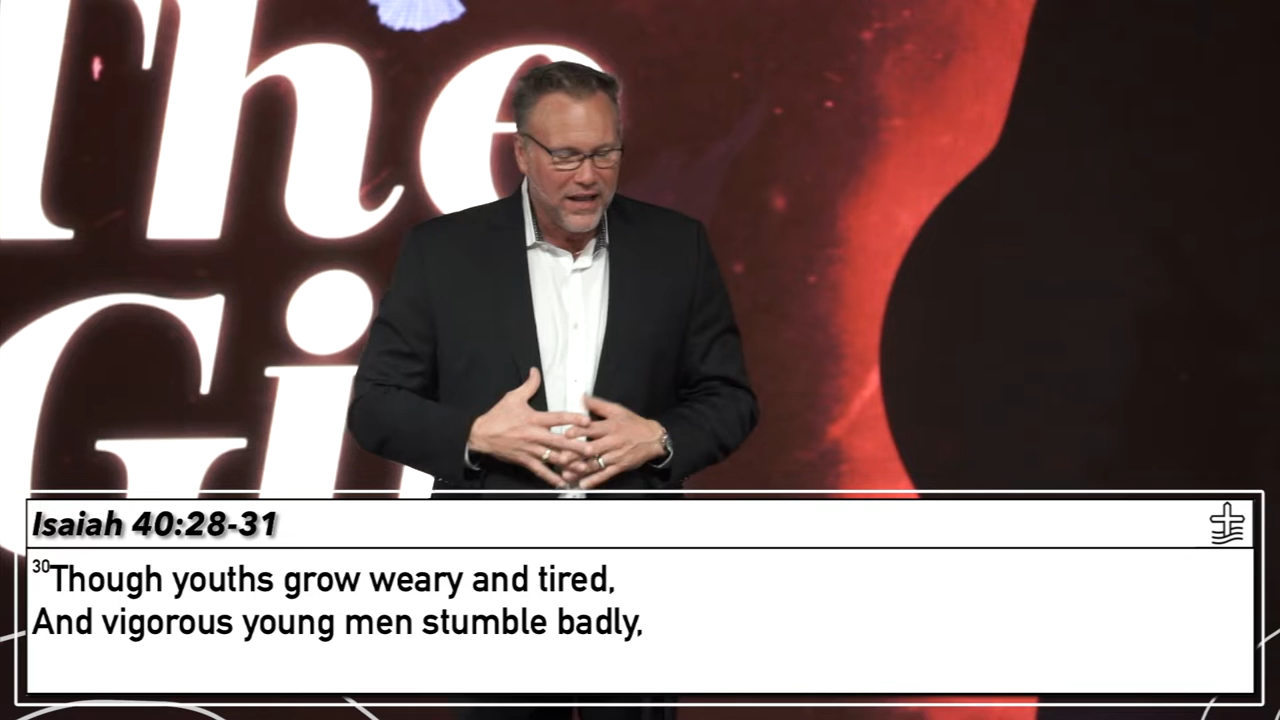 The
Gi
Isaiah 40:28-31
30Though youths grow weary and tired,
And vigorous young men stumble badly,